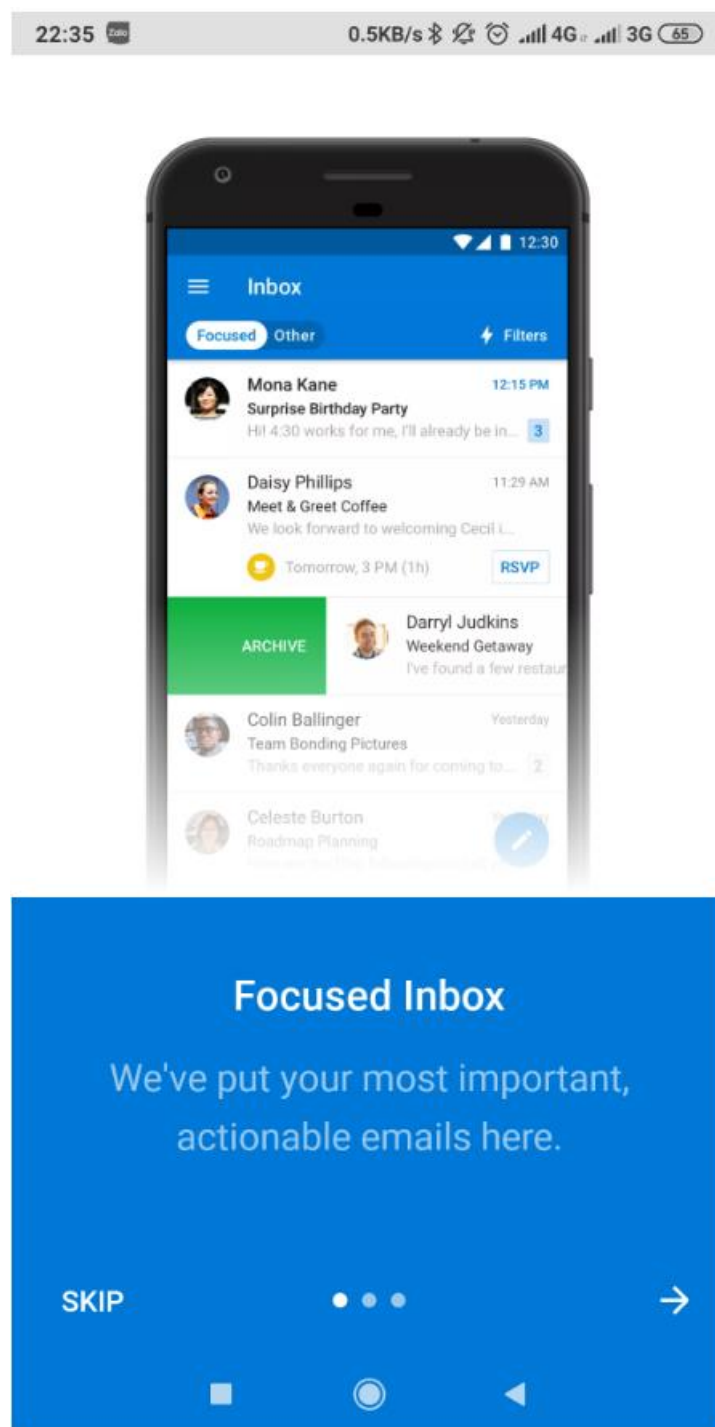 22:35 Zalo 0.5KB/s 4G 3G 65
12:30
Inbox
Focused Other Filters
Mona Kane 12:15 PM
Surprise Birthday Party
Hi! 4:30 works for me, I'll already be in... 3
Daisy Phillips 11:29 AM
Meet & Greet Coffee
We look forward to welcoming Cecil i...
Tomorrow, 3 PM (1h) RSVP
ARCHIVE
Darryl Judkins
Weekend Getaway
I've found a few restaur
Colin Ballinger Yesterday
Team Bonding Pictures
Thanks everyone again for coming to... 2
Celeste Burton
Roadmap Planning
Focused Inbox
We've put your most important,
actionable emails here.
SKIP